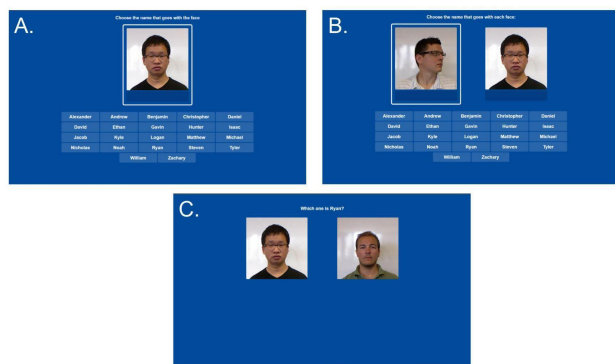 A.
Choose the name that goes with the face
Alexander Andrew Benjamin Christopher Daniel
David Ethan Gavin Hunter Isaac
Jacob Kyle Logan Matthew Michael
Nicholas Noah Ryan Steven Tyler
William Zachary
B.
Choose the name that goes with each face:
Alexander Andrew Benjamin Christopher Daniel
David Ethan Gavin Hunter Isaac
Jacob Kyle Logan Matthew Michael
Nicholas Noah Ryan Steven Tyler
William Zachary
C.
Which one is Ryan?